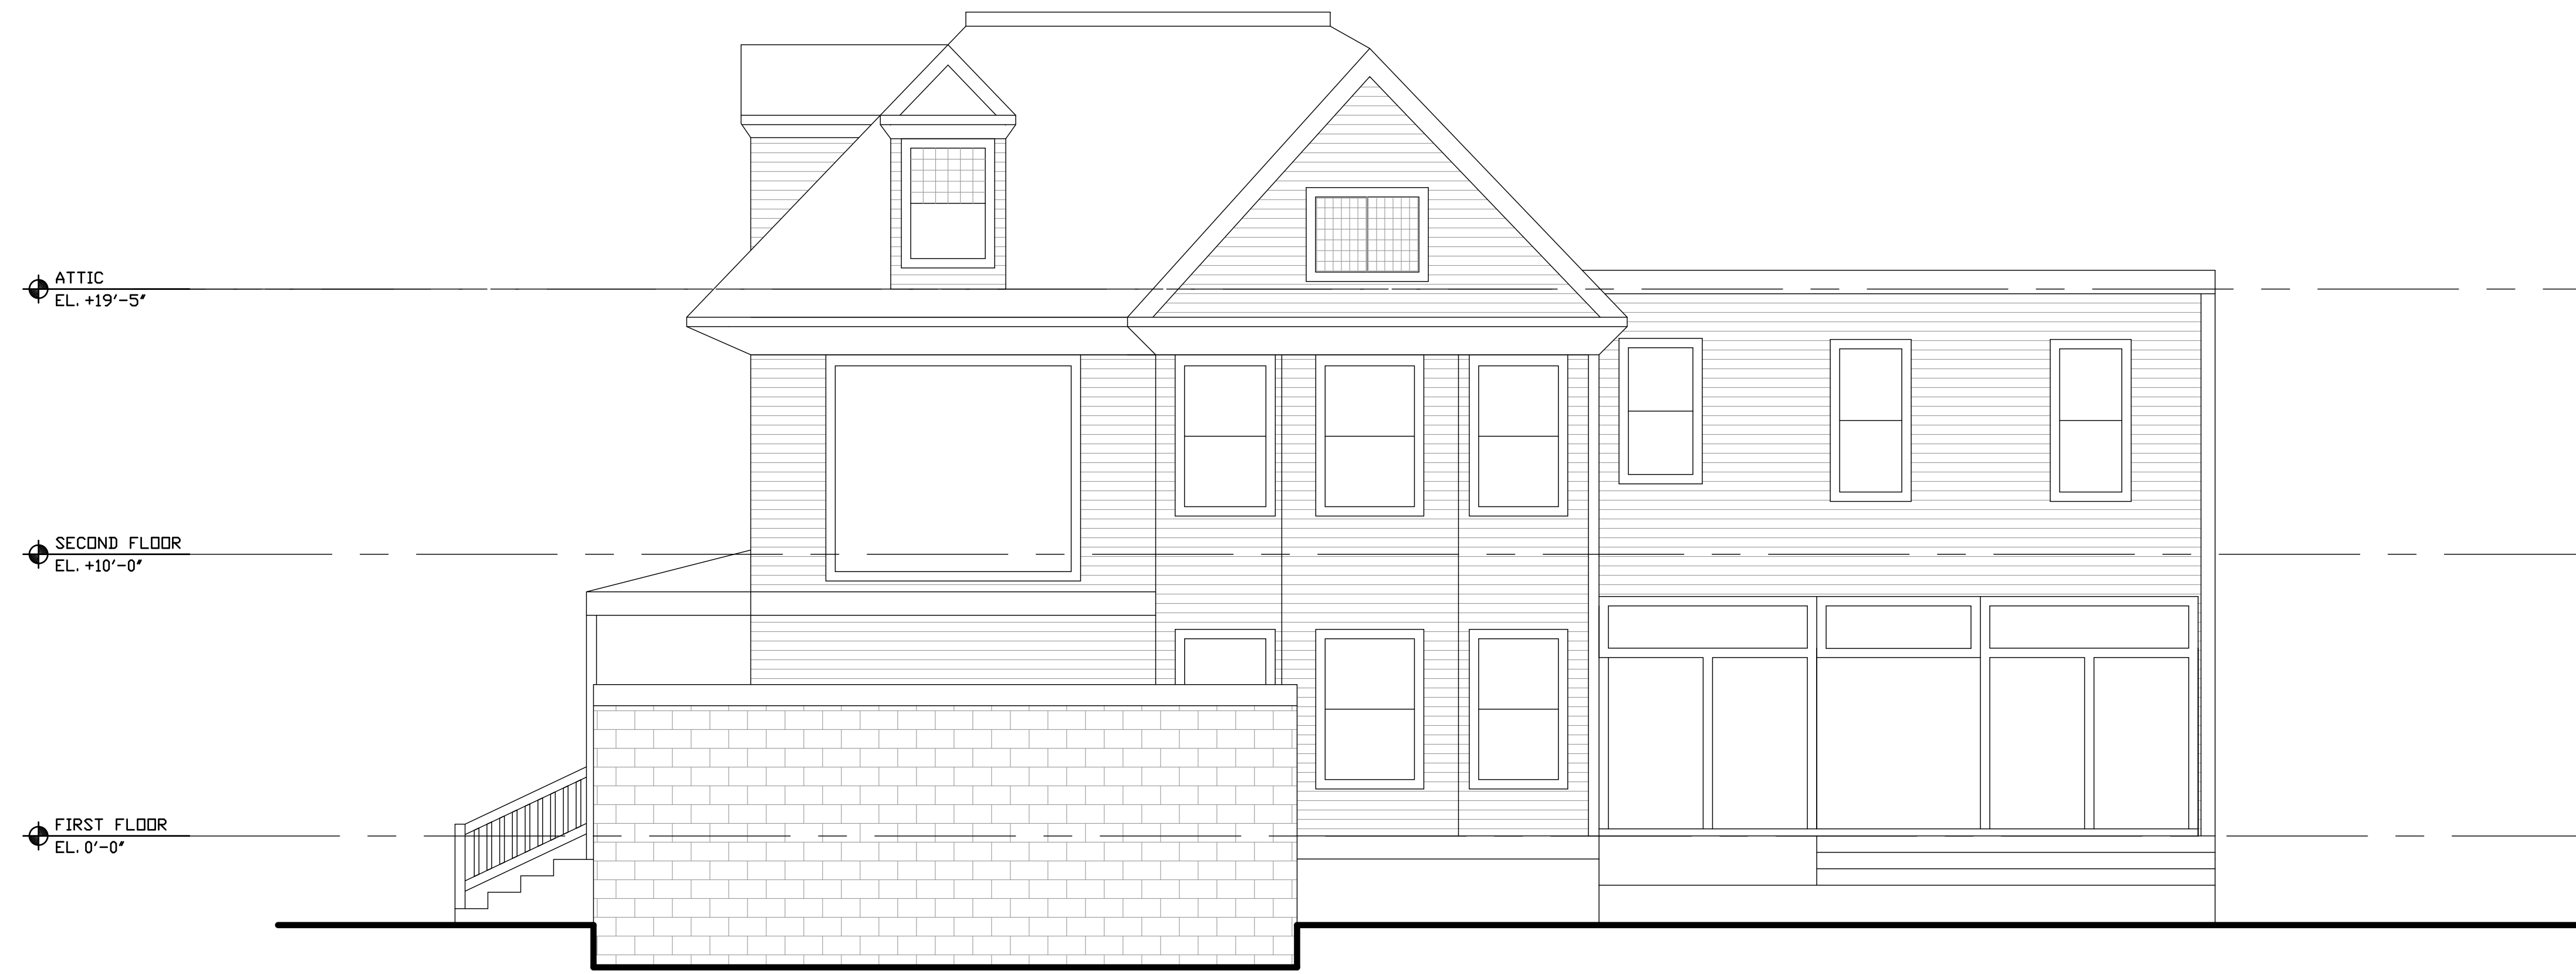 ATTIC
EL. +19'-5"
SECOND FLOOR
EL. +10'-0"
FIRST FLOOR
EL. 0'-0"